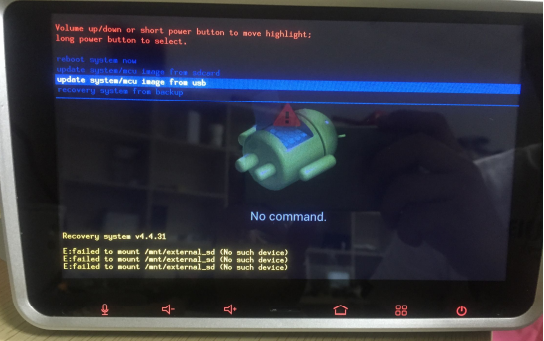 Volume up/down or short power button to move highlight;
long power button to select.
reboot system now
update system/mcu image from sdcard
update system/mcu image from usb
recovery system from backup
No command.
Recovery system v4.4.31
E:failed to mount /mnt/external_sd (No such device)
E:failed to mount /mnt/external_sd (No such device)
E:failed to mount /mnt/external_sd (No such device)